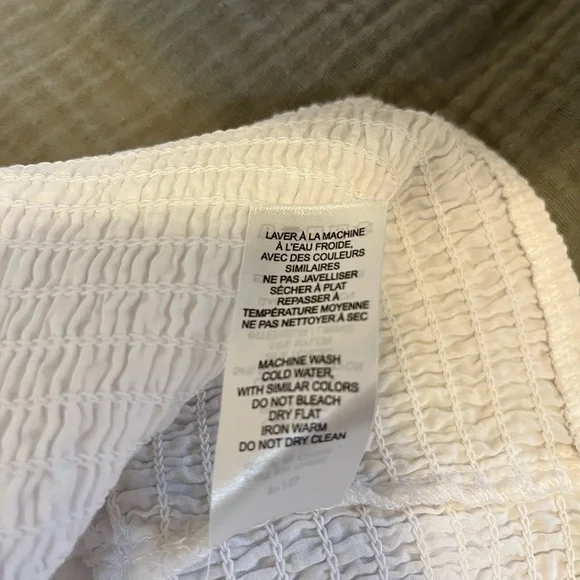 LAVER À LA MACHINE
À L'EAU FROIDE,
AVEC DES COULEURS
SIMILAIRES
NE PAS JAVELLISER
SÉCHER À PLAT
REPASSER À
TEMPÉRATURE MOYENNE
NE PAS NETTOYER À SEC
MACHINE WASH
COLD WATER,
WITH SIMILAR COLORS
DO NOT BLEACH
DRY FLAT
IRON WARM
DO NOT DRY CLEAN